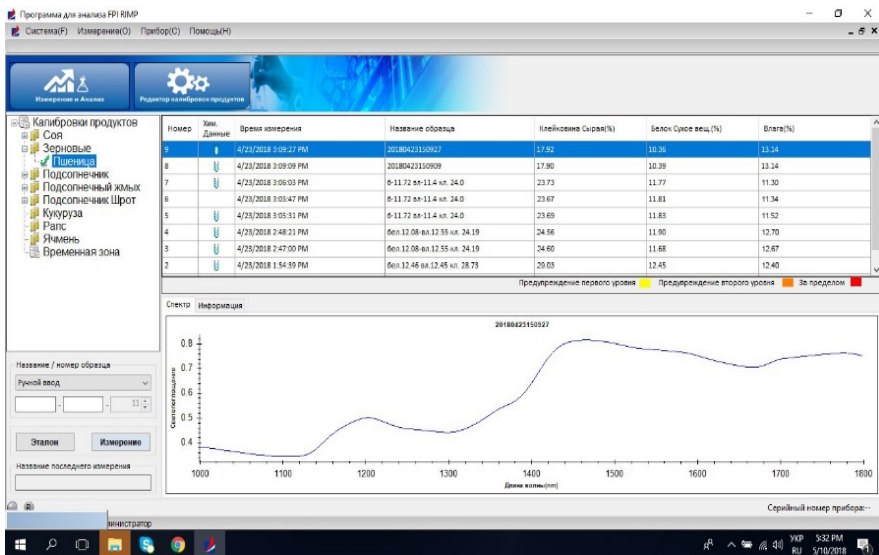 Программа для анализа FPI RIMP
Система(F) Измерение(O) Прибор(C) Помощь(H)
Измерение и Анализ
Редактор калибровок продуктов
Калибровки продуктов
Соя
Зерновые
Пшеница
Подсолнечник
Подсолнечный жмых
Подсолнечник Шрот
Кукуруза
Рапс
Ячмень
Временная зона
Номер Хим. Данные Время измерения Название образца Клейковина Сырая(%) Белок Сухое вещ.(%) Влага(%)
9 4/23/2018 3:09:27 PM 20180423150927 17.92 10.36 13.14
8 4/23/2018 3:09:09 PM 20180423150909 17.90 10.39 13.14
7 4/23/2018 3:06:03 PM б-11.72 вл-11.4 кл. 24.0 23.73 11.77 11.30
6 4/23/2018 3:05:47 PM б-11.72 вл-11.4 кл. 24.0 23.67 11.81 11.34
5 4/23/2018 3:05:31 PM б-11.72 вл-11.4 кл. 24.0 23.69 11.83 11.52
4 4/23/2018 2:48:21 PM бел.12.08-вл.12.55 кл. 24.19 24.56 11.90 12.70
3 4/23/2018 2:47:00 PM бел.12.08-вл.12.55 кл. 24.19 24.60 11.68 12.67
2 4/23/2018 1:54:39 PM бел.12.46 вл.12.45 кл. 28.73 29.03 12.45 12.40
Предупреждение первого уровня Предупреждение второго уровня За пределом
Спектр Информация
20180423150927
Светопоглощение
0.8
0.7
0.6
0.5
0.4
1000 1100 1200 1300 1400 1500 1600 1700 1800
Длина волны(nm)
Название / номер образца
Ручной ввод
- - 11
Эталон Измерение
Название последнего измерения
Серийный номер прибора:--
министратор
УКР 5:32 PM
RU 5/10/2018